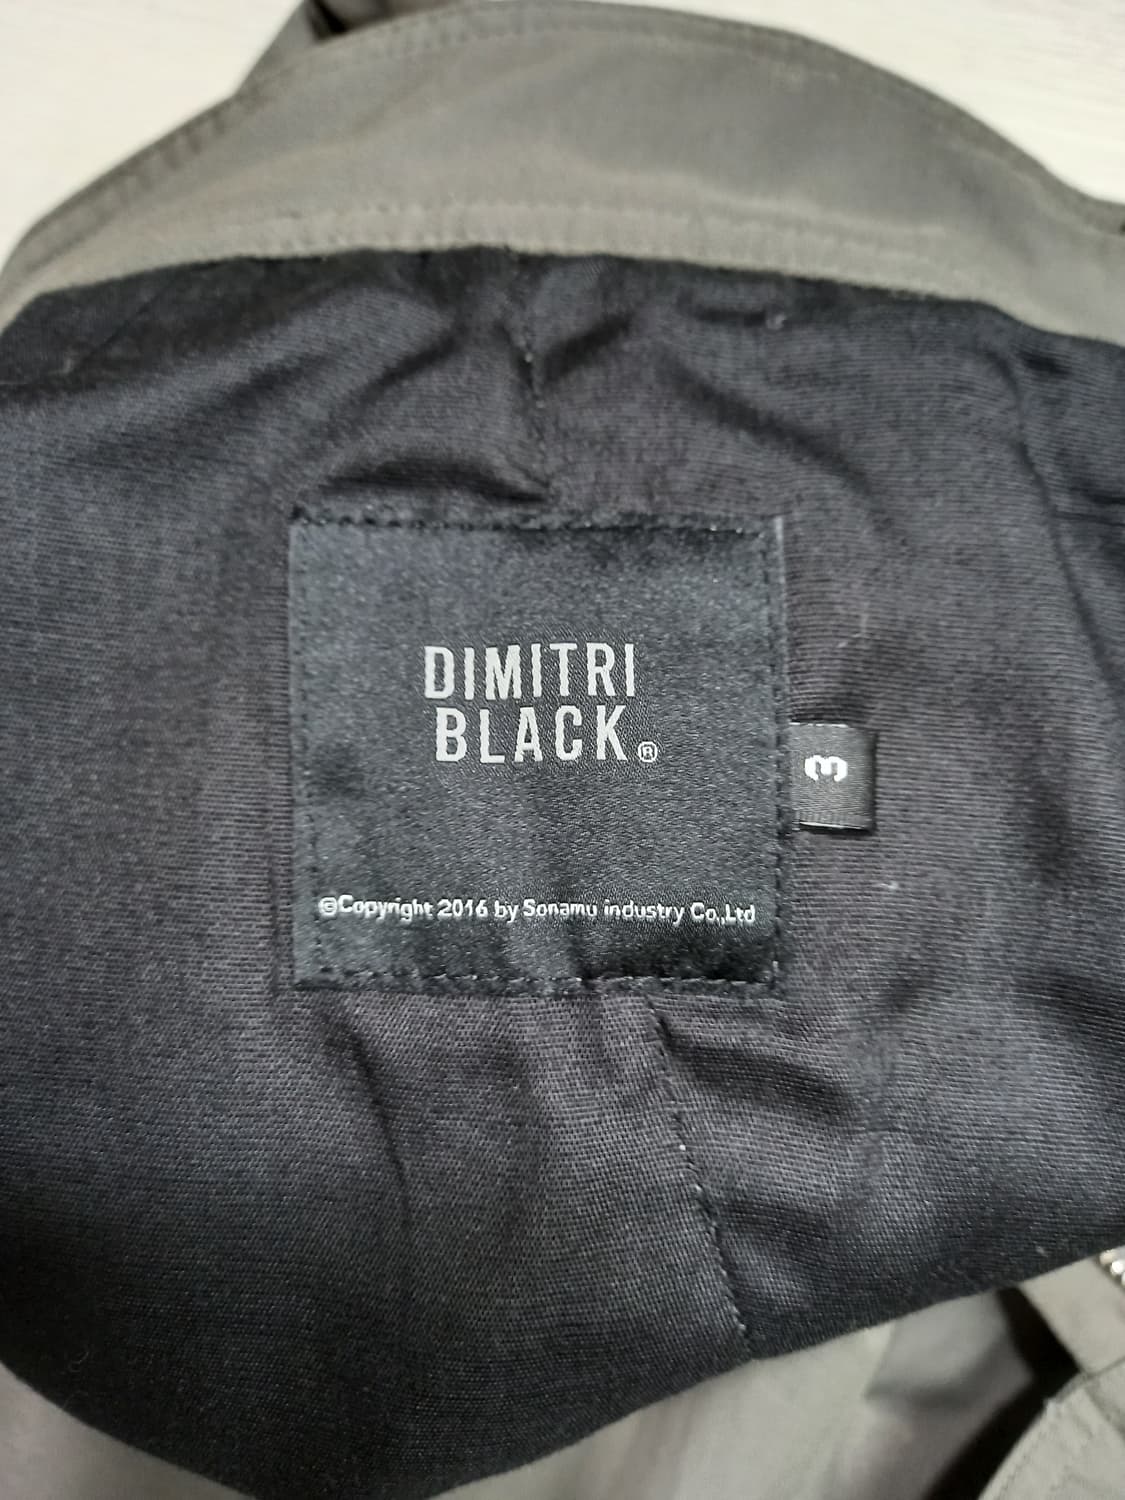 DIMITRI
BLACK®
3
©Copyright 2016 by Sonamu industry Co.,Ltd